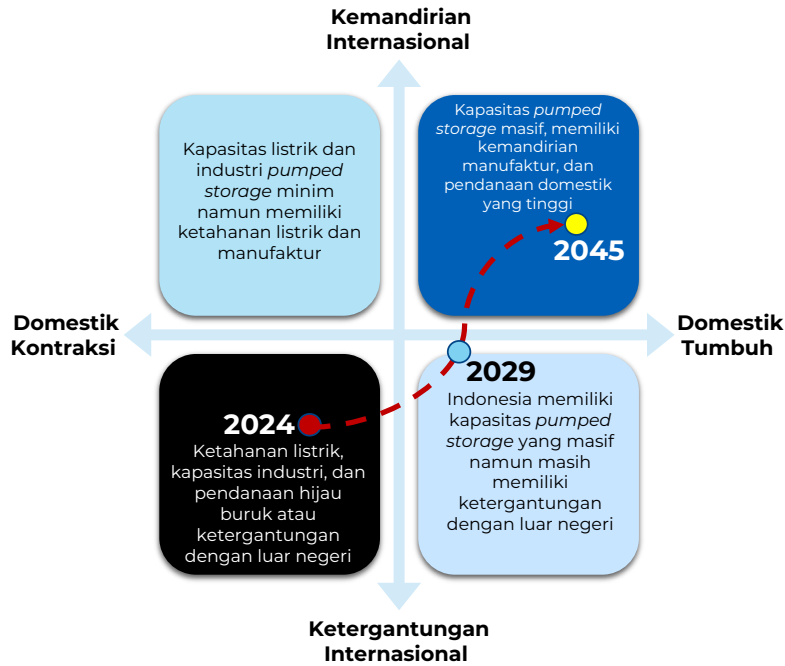 Kemandirian
Internasional
Kapasitas listrik dan
industri pumped
storage minim
namun memiliki
ketahanan listrik dan
manufaktur
Kapasitas pumped
storage masif, memiliki
kemandirian
manufaktur, dan
pendanaan domestik
yang tinggi
2045
Domestik
Kontraksi
Domestik
Tumbuh
2024
Ketahanan listrik,
kapasitas industri, dan
pendanaan hijau
buruk atau
ketergantungan
dengan luar negeri
2029
Indonesia memiliki
kapasitas pumped
storage yang masif
namun masih
memiliki
ketergantungan
dengan luar negeri
Ketergantungan
Internasional